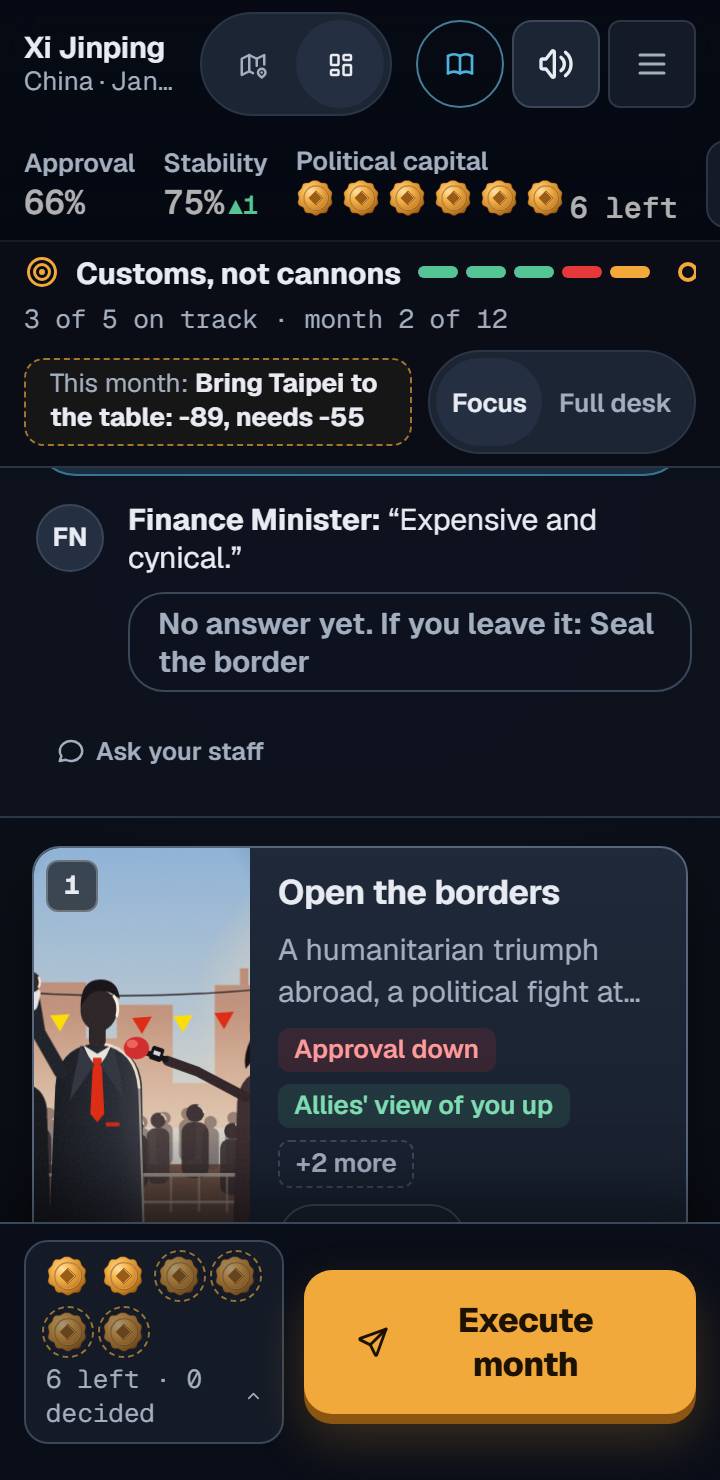 Xi Jinping
China · Jan…
Approval
66%
Stability
75%▲1
Political capital
6 left
Customs, not cannons
3 of 5 on track · month 2 of 12
This month: Bring Taipei to
the table: -89, needs -55
Focus
Full desk
FN
Finance Minister: “Expensive and
cynical.”
No answer yet. If you leave it: Seal
the border
Ask your staff
1
Open the borders
A humanitarian triumph
abroad, a political fight at…
Approval down
Allies' view of you up
+2 more
6 left · 0
decided
Execute
month